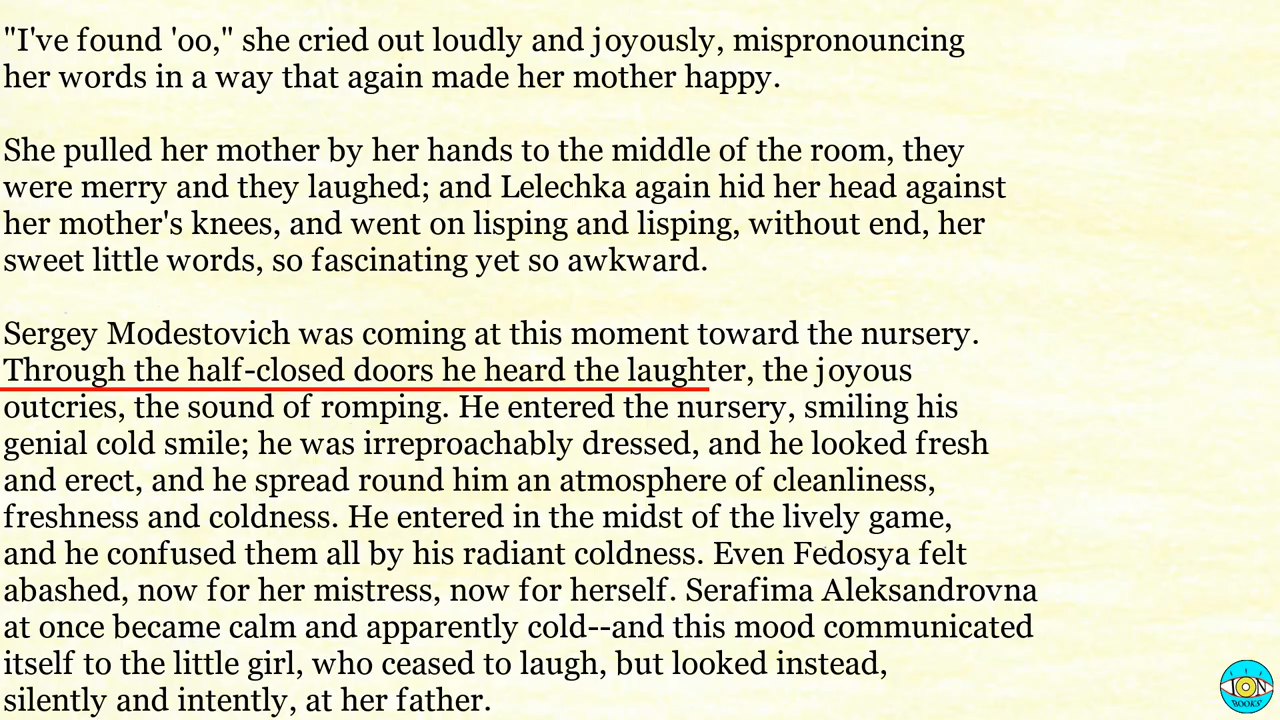 "I've found 'oo," she cried out loudly and joyously, mispronouncing
her words in a way that again made her mother happy.
She pulled her mother by her hands to the middle of the room, they
were merry and they laughed; and Lelechka again hid her head against
her mother's knees, and went on lisping and lisping, without end, her
sweet little words, so fascinating yet so awkward.
Sergey Modestovich was coming at this moment toward the nursery.
Through the half-closed doors he heard the laughter, the joyous
outcries, the sound of romping. He entered the nursery, smiling his
genial cold smile; he was irreproachably dressed, and he looked fresh
and erect, and he spread round him an atmosphere of cleanliness,
freshness and coldness. He entered in the midst of the lively game,
and he confused them all by his radiant coldness. Even Fedosya felt
abashed, now for her mistress, now for herself. Serafima Aleksandrovna
at once became calm and apparently cold--and this mood communicated
itself to the little girl, who ceased to laugh, but looked instead,
silently and intently, at her father.
ION
BOOKS